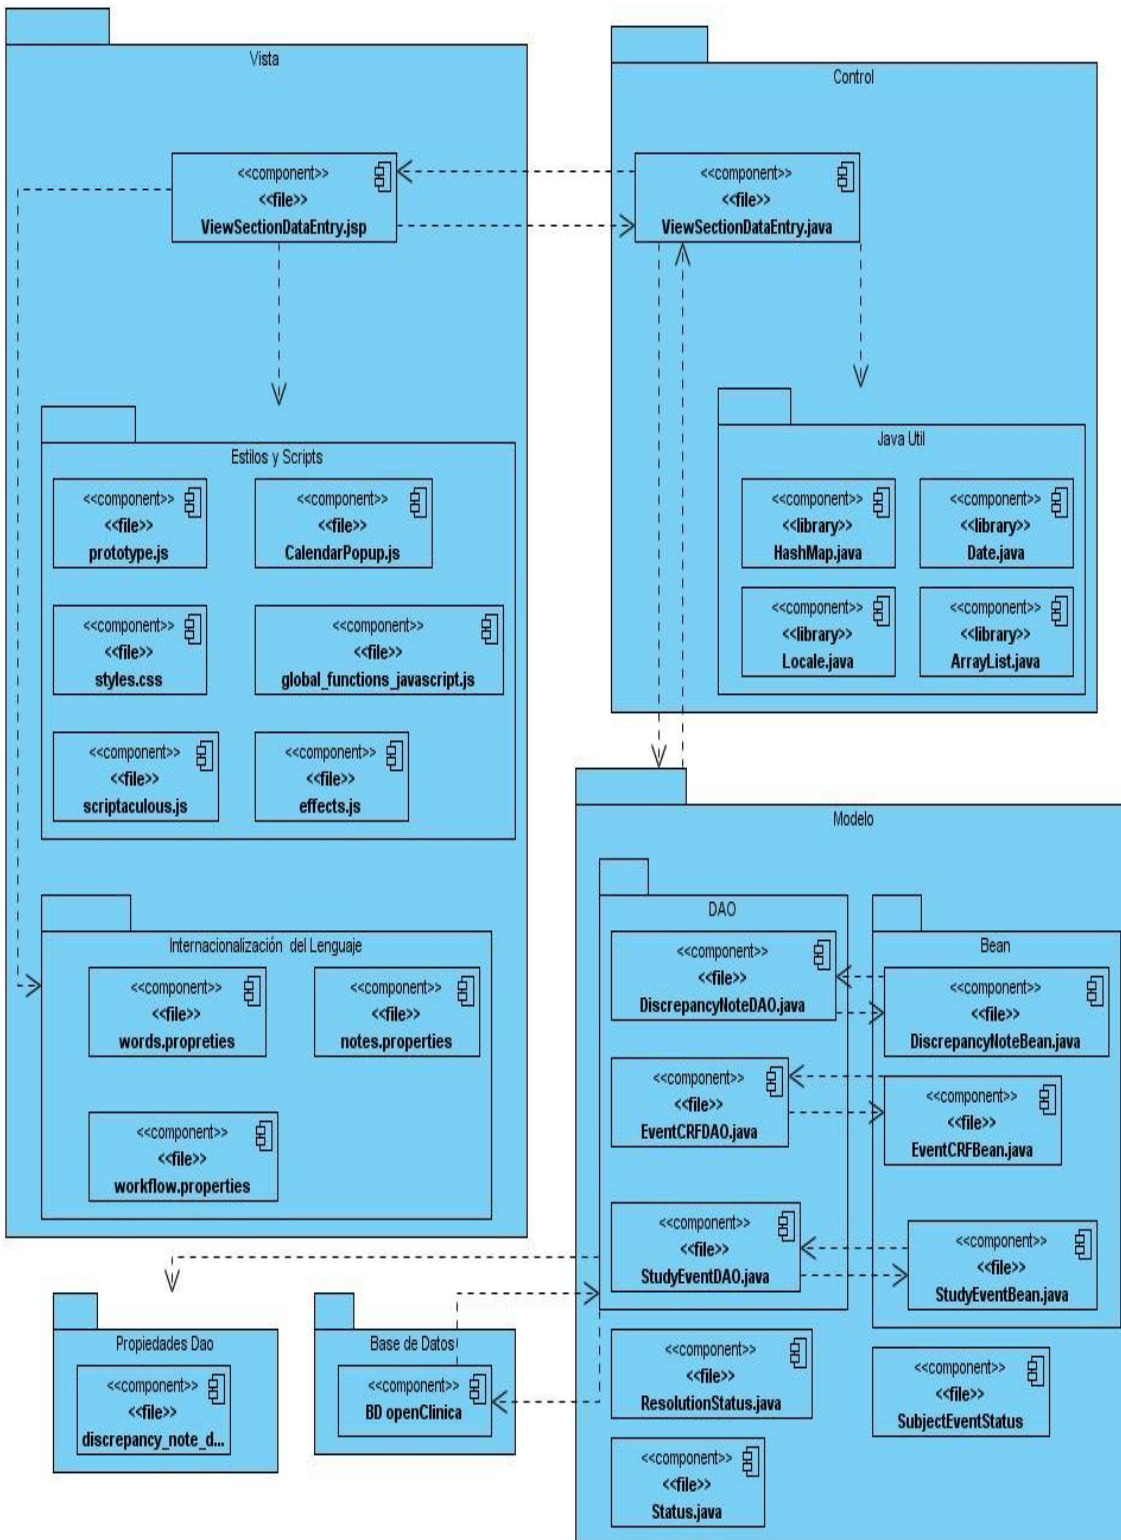 Vista
<<component>>
<<file>>
ViewSectionDataEntry.jsp
Estilos y Scripts
<<component>>
<<file>>
prototype.js
<<component>>
<<file>>
CalendarPopup.js
<<component>>
<<file>>
styles.css
<<component>>
<<file>>
global_functions_javascript.js
<<component>>
<<file>>
scriptaculous.js
<<component>>
<<file>>
effects.js
Internacionalización del Lenguaje
<<component>>
<<file>>
words.propreties
<<component>>
<<file>>
notes.properties
<<component>>
<<file>>
workflow.properties
Control
<<component>>
<<file>>
ViewSectionDataEntry.java
Java Util
<<component>>
<<library>>
HashMap.java
<<component>>
<<library>>
Date.java
<<component>>
<<library>>
Locale.java
<<component>>
<<library>>
ArrayList.java
Modelo
DAO
<<component>>
<<file>>
DiscrepancyNoteDAO.java
<<component>>
<<file>>
EventCRFDAO.java
<<component>>
<<file>>
StudyEventDAO.java
Bean
<<component>>
<<file>>
DiscrepancyNoteBean.java
<<component>>
<<file>>
EventCRFBean.java
<<component>>
<<file>>
StudyEventBean.java
<<component>>
<<file>>
ResolutionStatus.java
<<component>>
<<file>>
SubjectEventStatus
<<component>>
<<file>>
Status.java
Propiedades Dao
<<component>>
<<file>>
discrepancy_note_d...
Base de Datos
<<component>>
BD openClinica